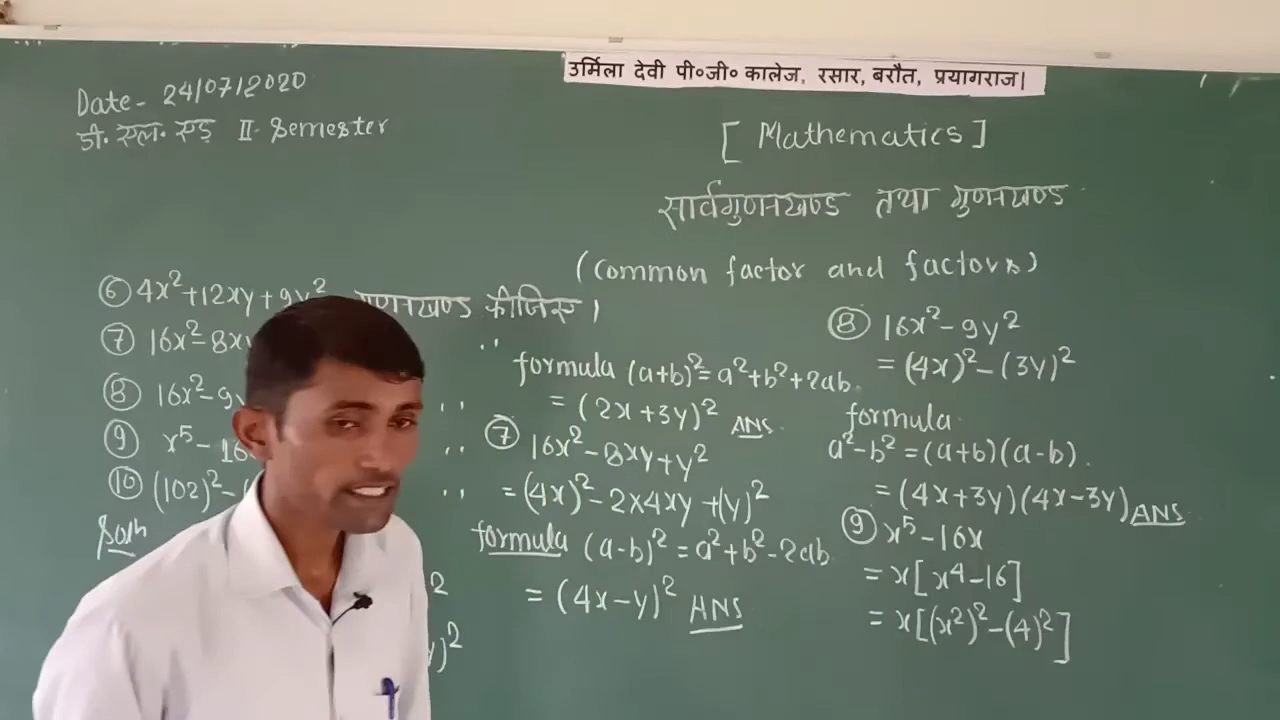 उर्मिला देवी पी०जी० कालेज, रसार, बरौत, प्रयागराज|
Date- 24/07/2020
डी. एल. एड़ II- Semester
[ Mathematics ]
सार्वगुणनखण्ड तथा गुणनखण्ड
(Common factor and factors)
⑥ 4x²+12xy+9y² गुणनखण्ड कीजिए।
⑦ 16x²-8xy ''
⑧ 16x²-9y ''
⑨ x⁵-16 ''
⑩ (102)²- ''
Soln
2
y)²
formula (a+b)²=a²+b²+2ab
= (2x+3y)² ANS
⑦ 16x²-8xy+y²
=(4x)²-2x4xy+(y)²
formula (a-b)²=a²+b²-2ab
= (4x-y)² ANS
⑧ 16x²-9y²
= (4x)²-(3y)²
formula
a²-b²=(a+b)(a-b).
= (4x+3y)(4x-3y) ANS
⑨ x⁵-16x
= x[x⁴-16]
= x[(x²)²-(4)²]